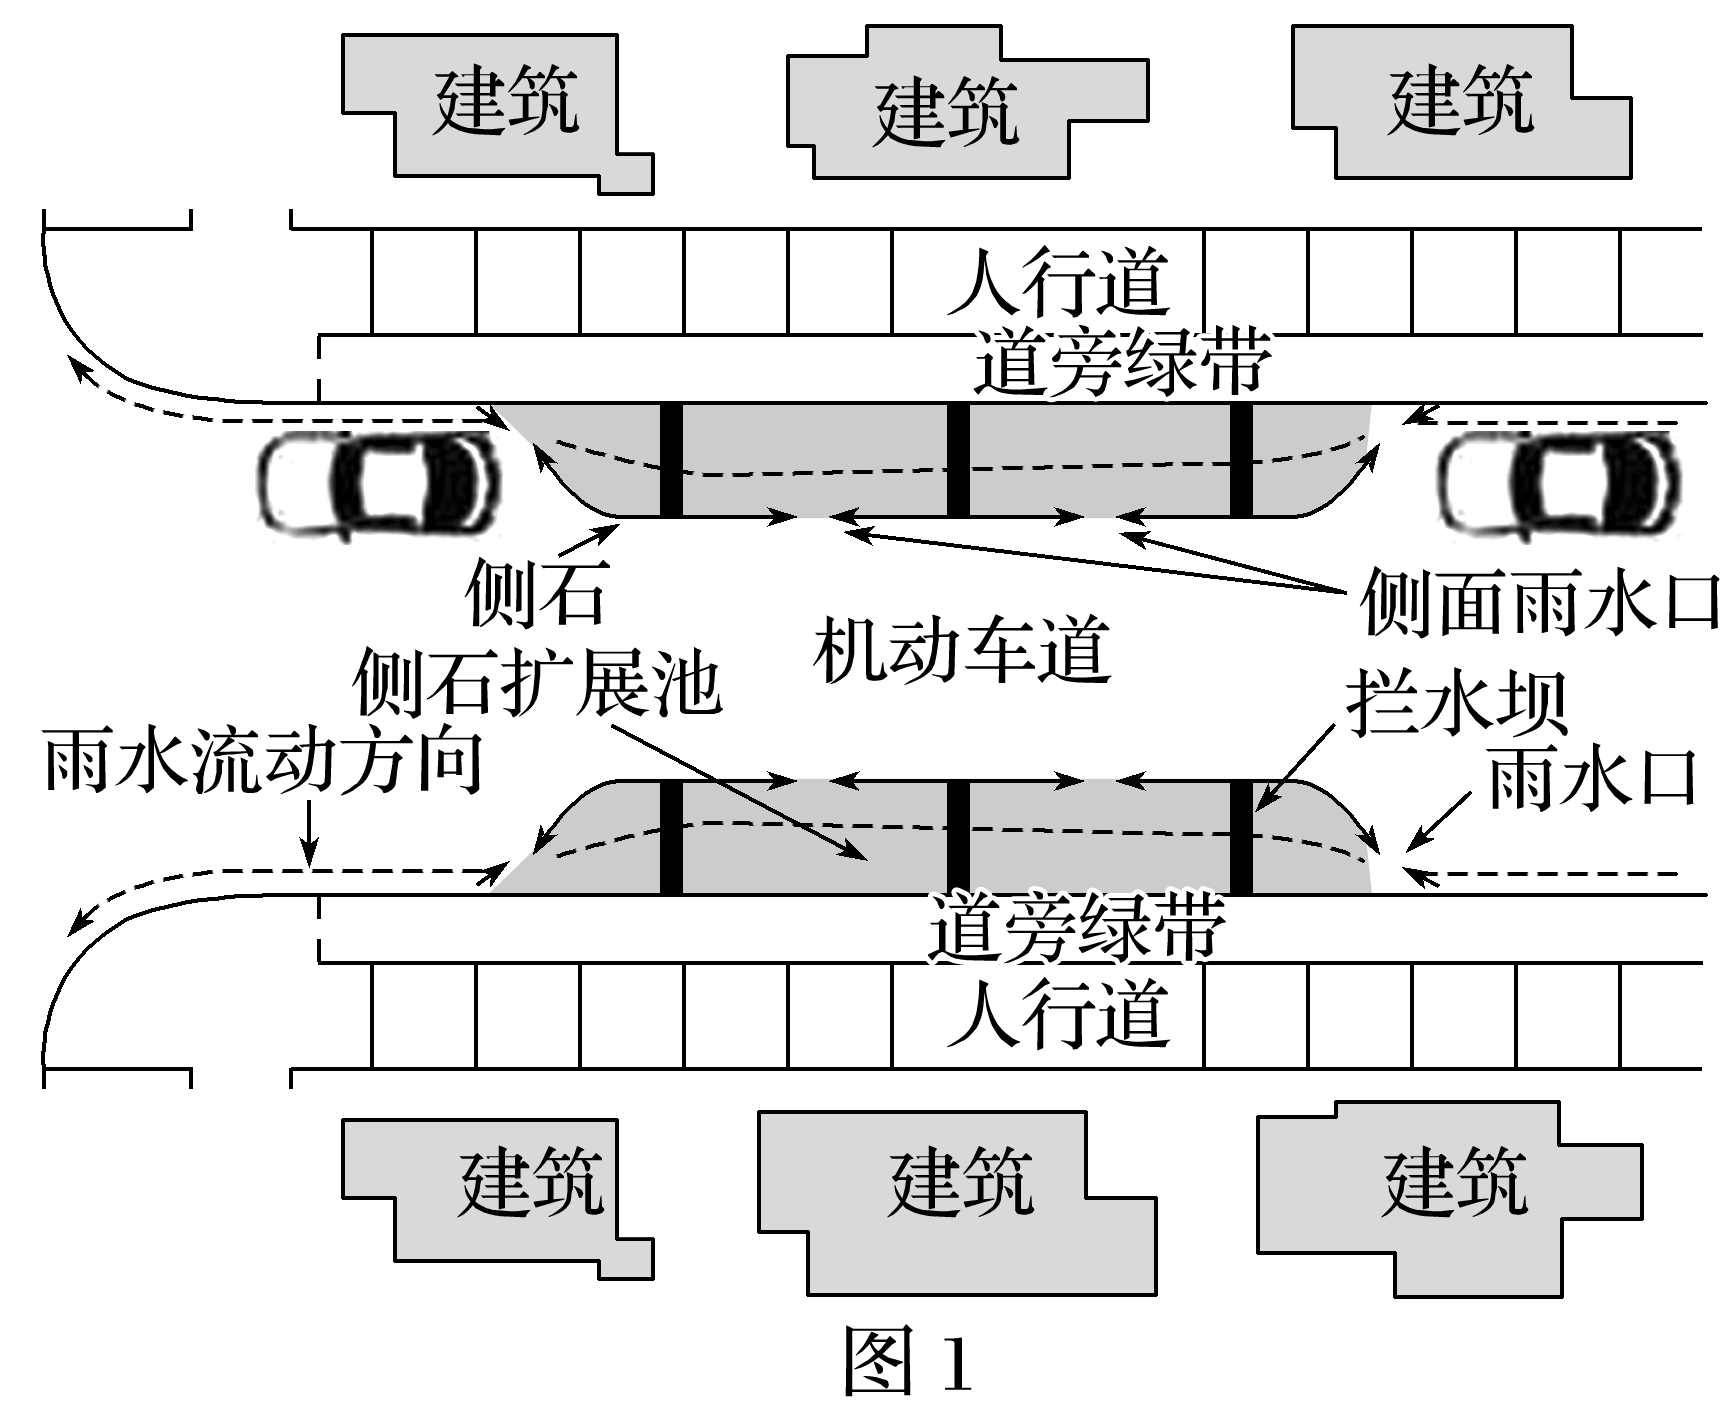 建筑
建筑
建筑
人行道
道旁绿带
侧石
侧面雨水口
机动车道
侧石扩展池
拦水坝
雨水流动方向
雨水口
道旁绿带
人行道
建筑
建筑
建筑
图1